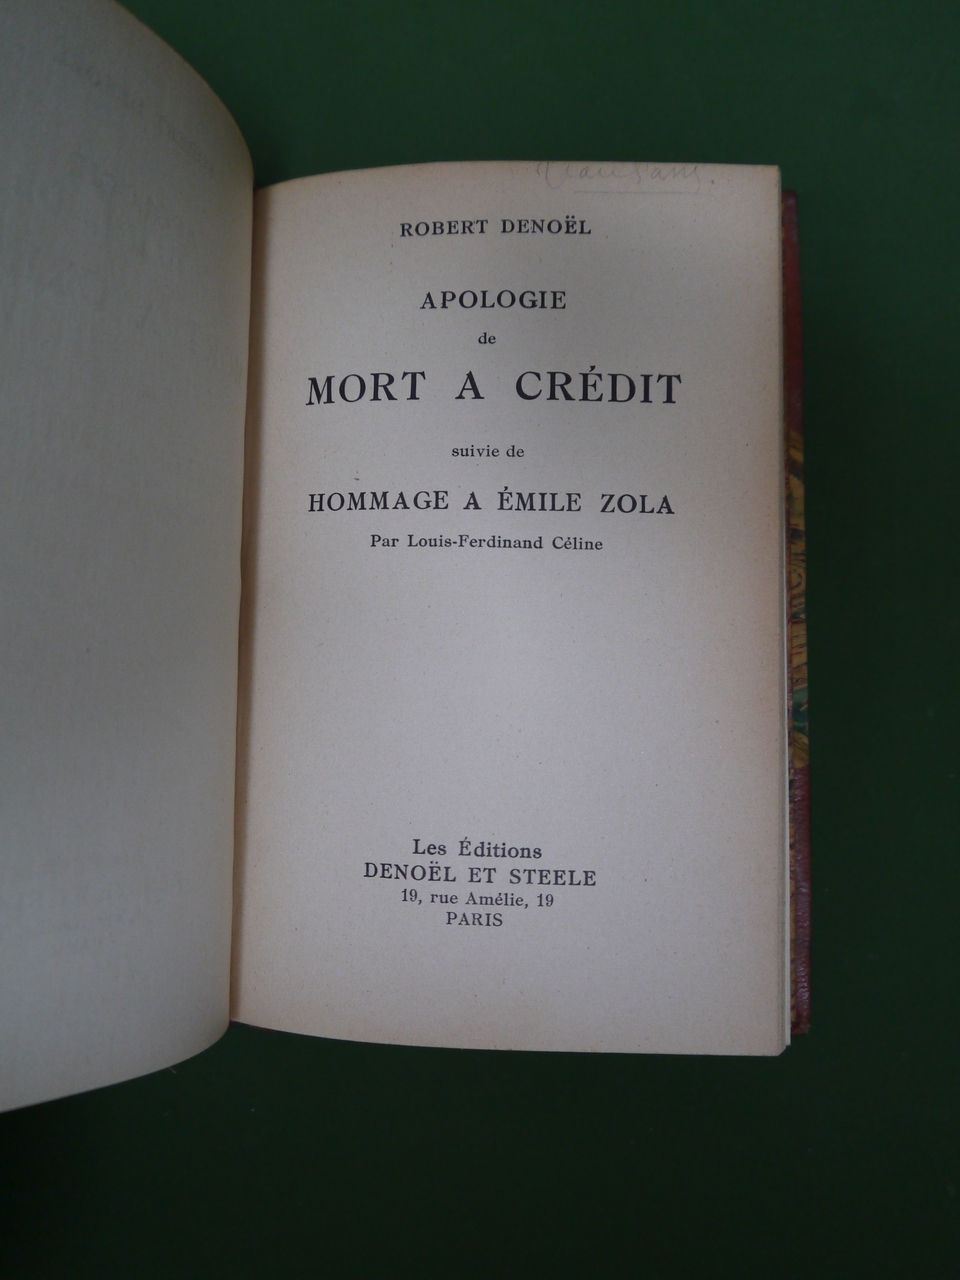 ROBERT DENOËL
APOLOGIE
de
MORT A CRÉDIT
suivie de
HOMMAGE A ÉMILE ZOLA
Par Louis-Ferdinand Céline
Les Éditions
DENOËL ET STEELE
19, rue Amélie, 19
PARIS